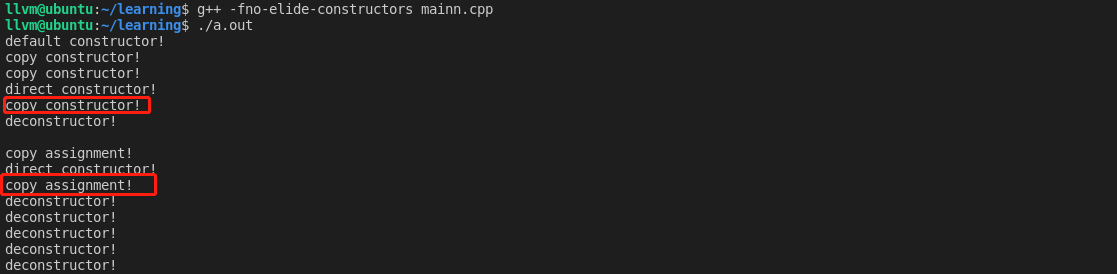 llvm@ubuntu:~/learning$ g++ -fno-elide-constructors mainn.cpp
llvm@ubuntu:~/learning$ ./a.out
default constructor!
copy constructor!
copy constructor!
direct constructor!
copy constructor!
deconstructor!
copy assignment!
direct constructor!
copy assignment!
deconstructor!
deconstructor!
deconstructor!
deconstructor!
deconstructor!